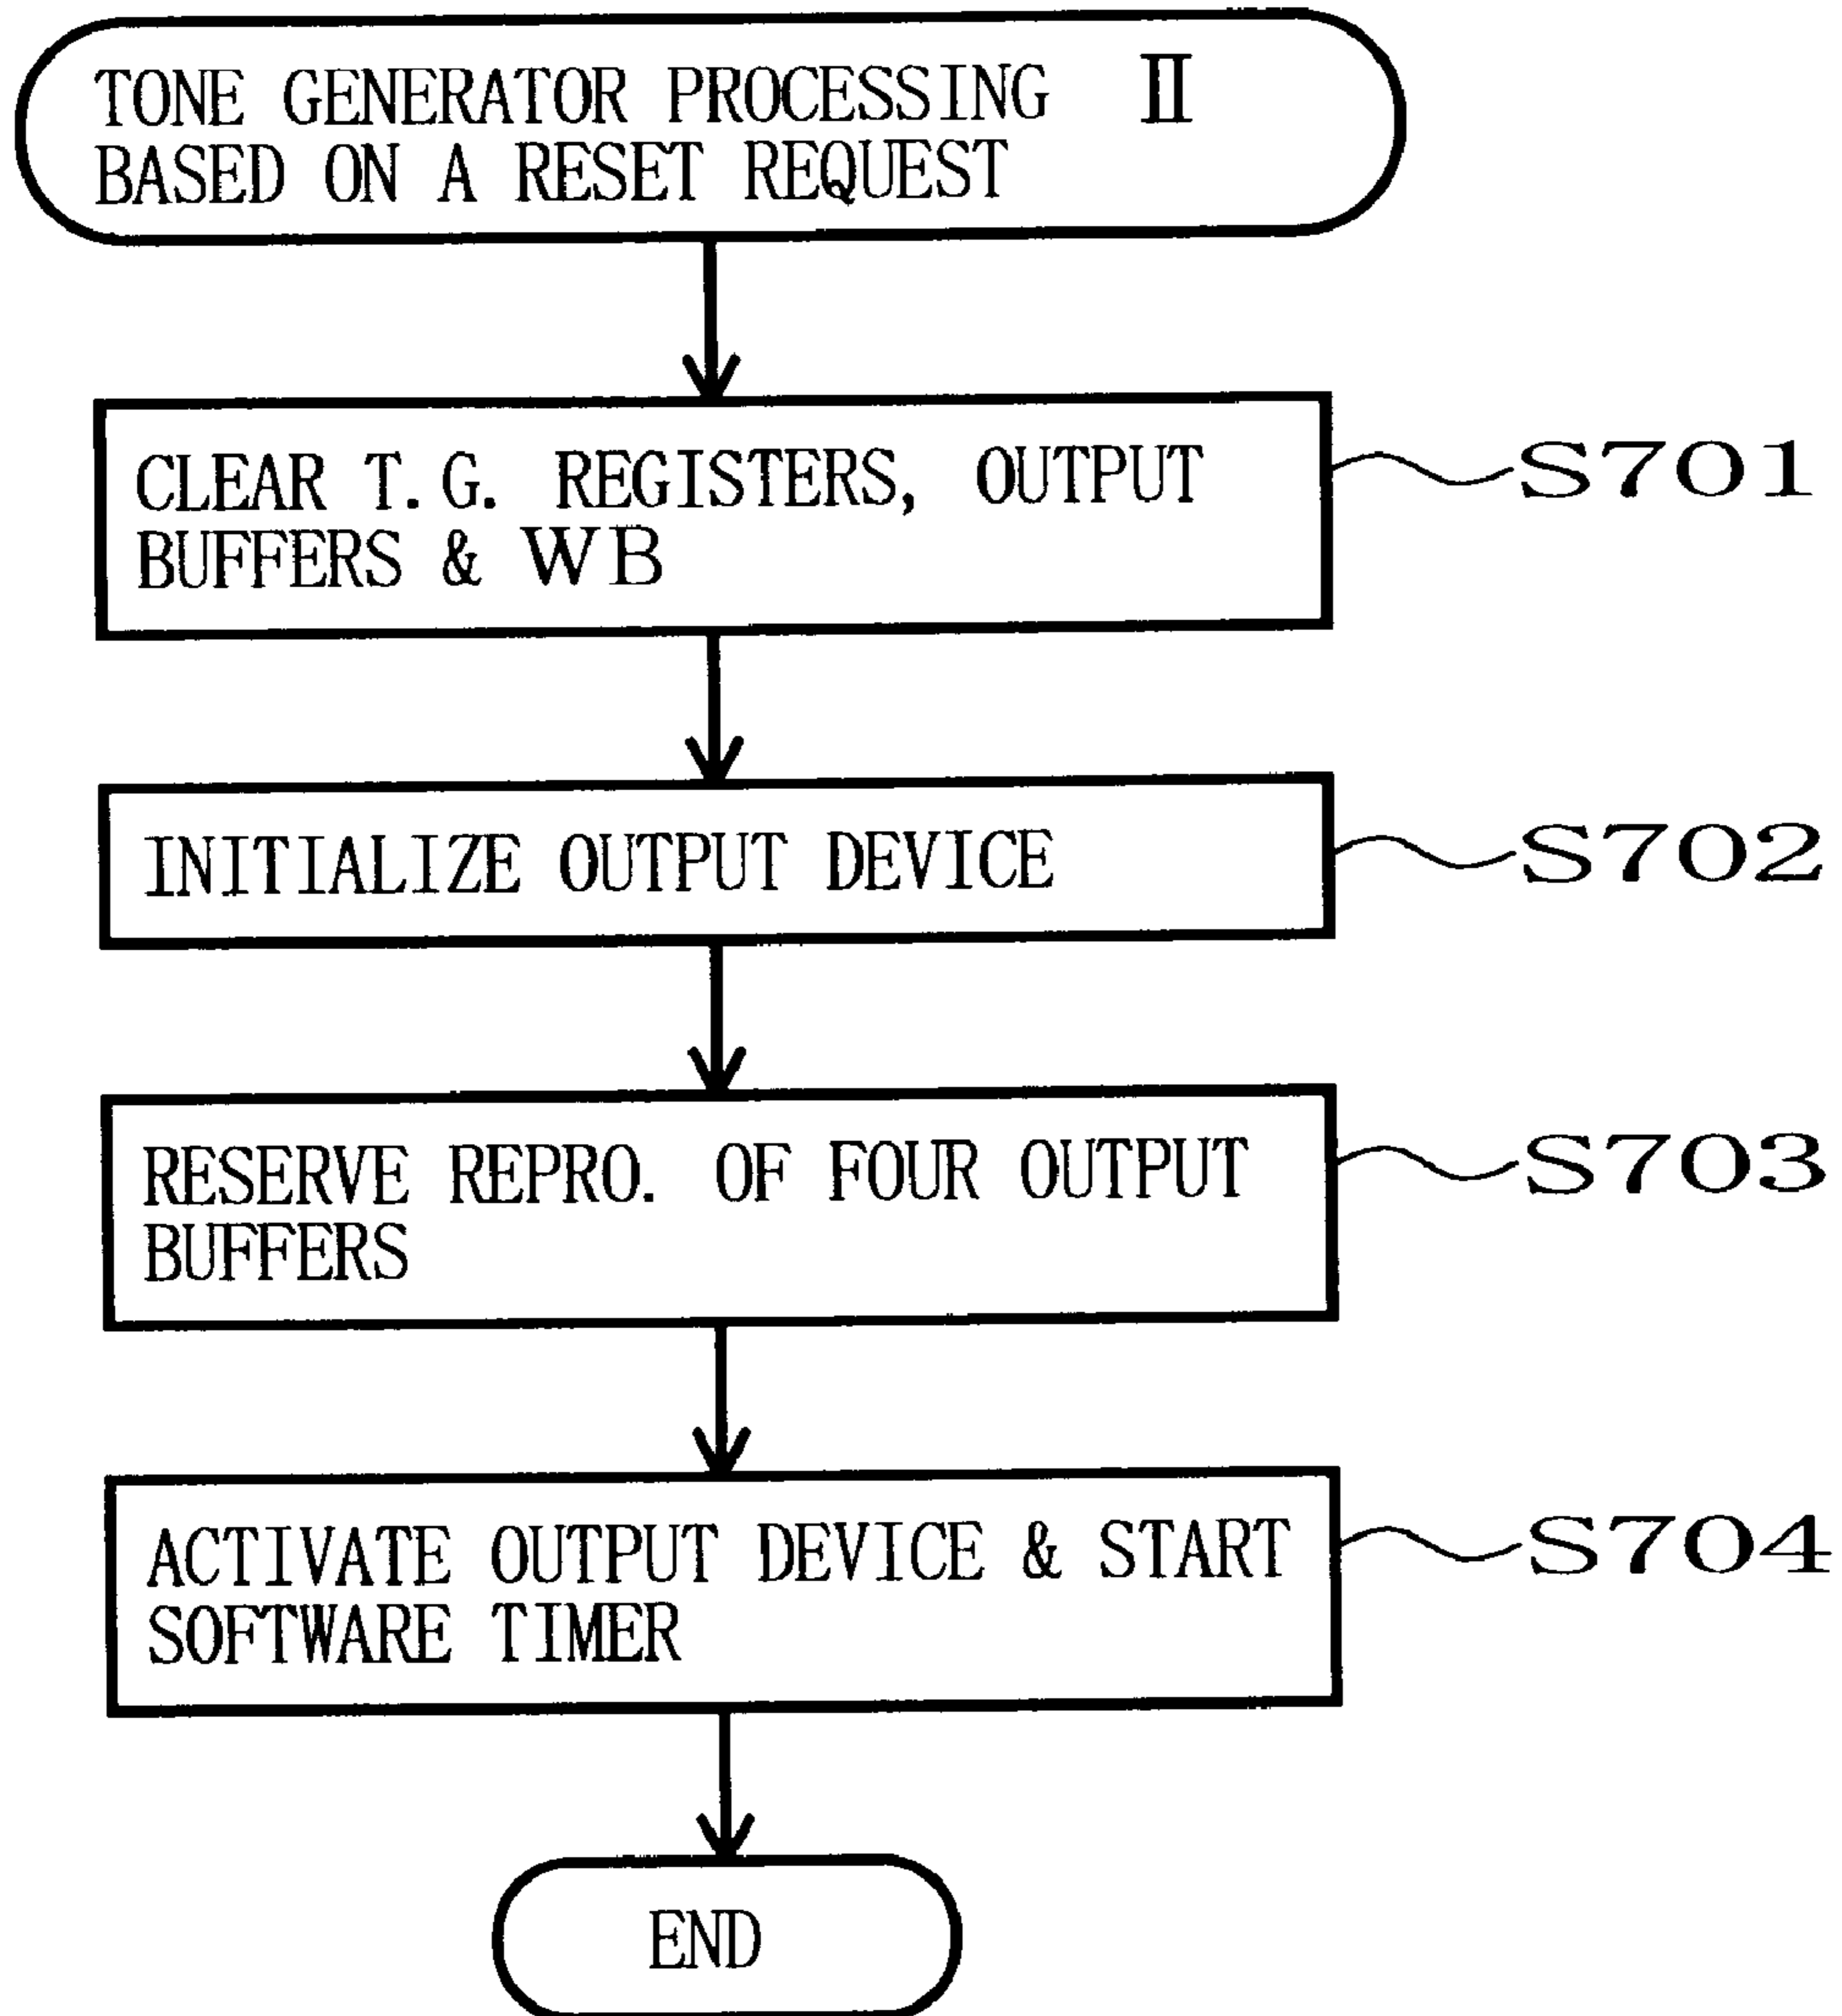 TONE GENERATOR PROCESSING II
BASED ON A RESET REQUEST
CLEAR T. G. REGISTERS, OUTPUT
BUFFERS & WB
S701
INITIALIZE OUTPUT DEVICE
S702
RESERVE REPRO. OF FOUR OUTPUT
BUFFERS
S703
ACTIVATE OUTPUT DEVICE & START
SOFTWARE TIMER
S704
END